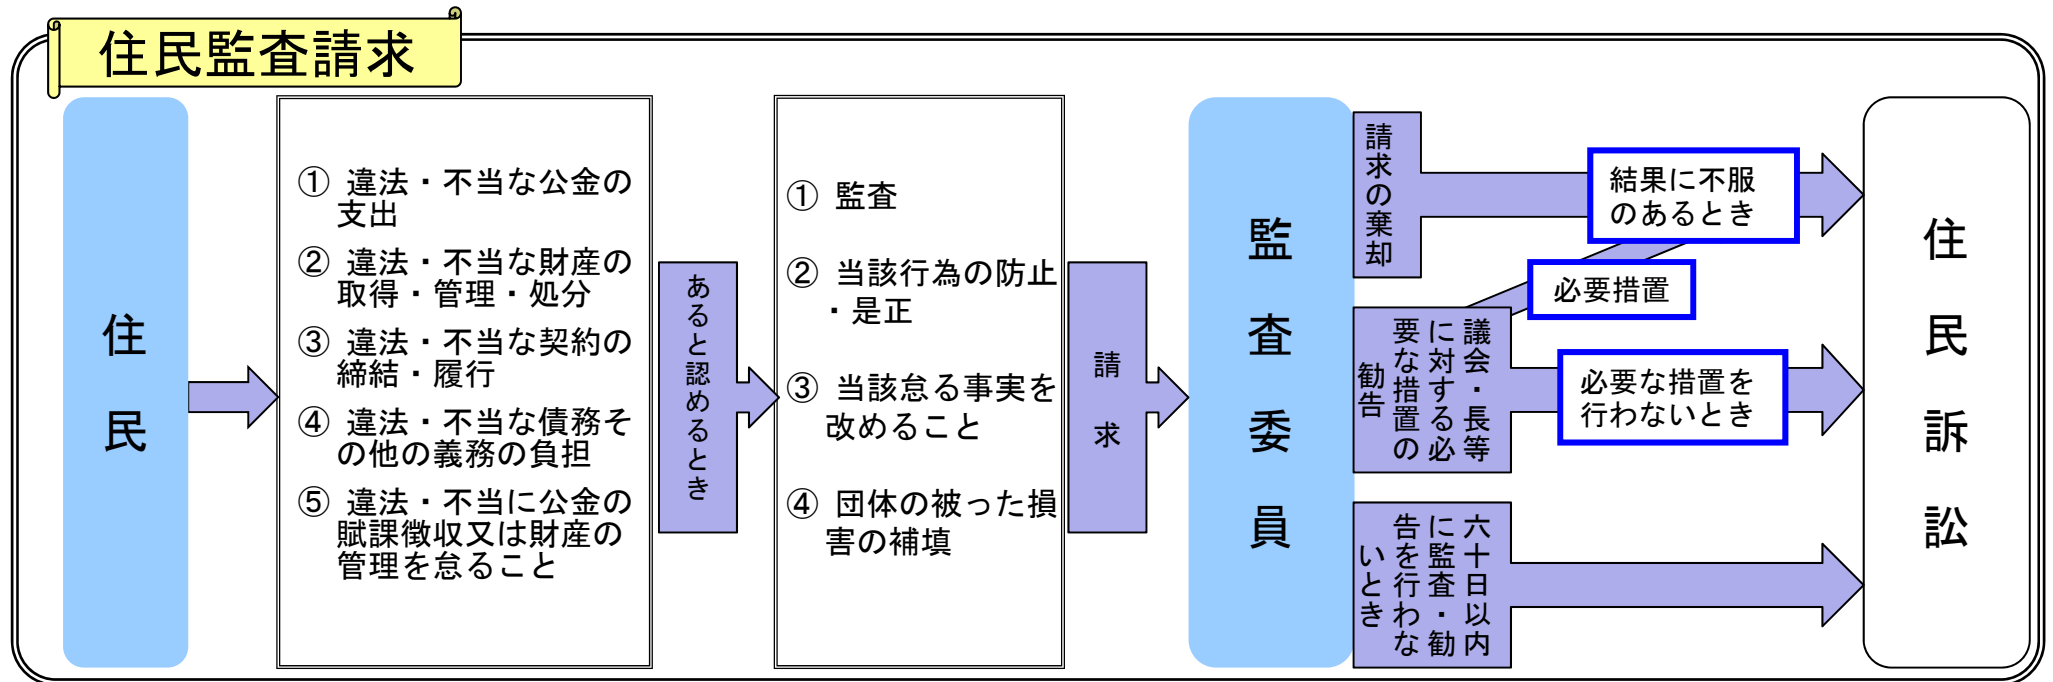 住民監査請求
住民
① 違法・不当な公金の
支出
② 違法・不当な財産の
取得・管理・処分
③ 違法・不当な契約の
締結・履行
④ 違法・不当な債務そ
の他の義務の負担
⑤ 違法・不当に公金の
賦課徴収又は財産の
管理を怠ること
あると認めるとき
① 監査
② 当該行為の防止
・是正
③ 当該怠る事実を
改めること
④ 団体の被った損
害の補填
請求
監査委員
請求の棄却
結果に不服
のあるとき
必要措置
議会・長等
に対する必
要な措置の
勧告
必要な措置を
行わないとき
六十日以内
に監査・勧
告を行わな
いとき
住民訴訟